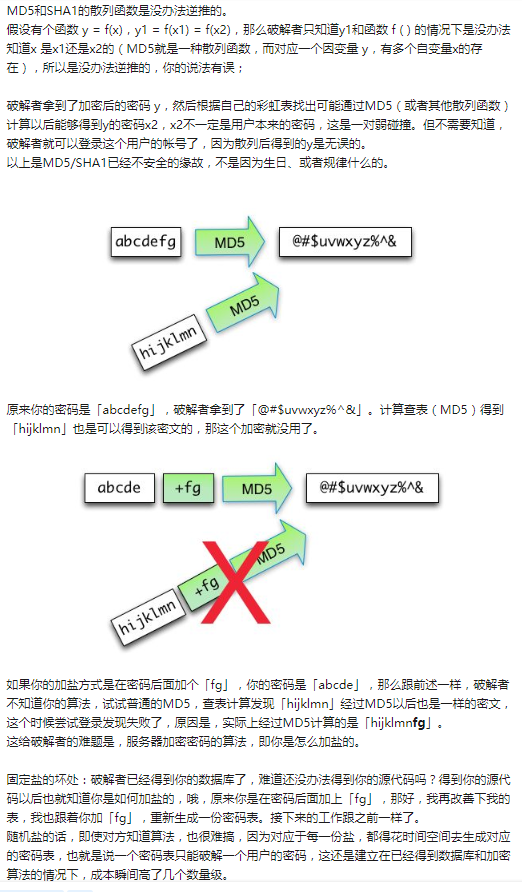 MD5和SHA1的散列函数是没办法逆推的。
假设有个函数 y = f(x)，y1 = f(x1) = f(x2)，那么破解者只知道y1和函数 f ( ) 的情况下是没办法
知道x 是x1还是x2的（MD5就是一种散列函数，而对应一个因变量 y，有多个自变量x的存
在），所以是没办法逆推的，你的说法有误；
破解者拿到了加密后的密码 y，然后根据自己的彩虹表找出可能通过MD5（或者其他散列函数）
计算以后能够得到y的密码x2，x2不一定是用户本来的密码，这是一对弱碰撞。但不需要知道，
破解者就可以登录这个用户的帐号了，因为散列后得到的y是无误的。
以上是MD5/SHA1已经不安全的缘故，不是因为生日、或者规律什么的。
abcdefg MD5 @#$uvwxyz%^&
hijklmn MD5
原来你的密码是「abcdefg」，破解者拿到了「@#$uvwxyz%^&」。计算查表（MD5）得到
「hijklmn」也是可以得到该密文的，那这个加密就没用了。
abcde +fg MD5 @#$uvwxyz%^&
hijklmn +fg MD5
如果你的加盐方式是在密码后面加个「fg」，你的密码是「abcde」，那么跟前述一样，破解者
不知道你的算法，试试普通的MD5，查表计算发现「hijklmn」经过MD5以后也是一样的密文，
这个时候尝试登录发现失败了，原因是，实际上经过MD5计算的是「hijklmnfg」。
这给破解者的难题是，服务器加密密码的算法，即你是怎么加盐的。
固定盐的坏处：破解者已经得到你的数据库了，难道还没办法得到你的源代码吗？得到你的源代
码以后也就知道你是如何加盐的，哦，原来你是在密码后面加上「fg」，那好，我再改善下我的
表，我也跟着你加「fg」，重新生成一份密码表。接下来的工作跟之前一样了。
随机盐的话，即使对方知道算法，也很难搞，因为对应于每一份盐，都得花时间空间去生成对应
的密码表，也就是说一个密码表只能破解一个用户的密码，这还是建立在已经得到数据库和加密
算法的情况下，成本瞬间高了几个数量级。